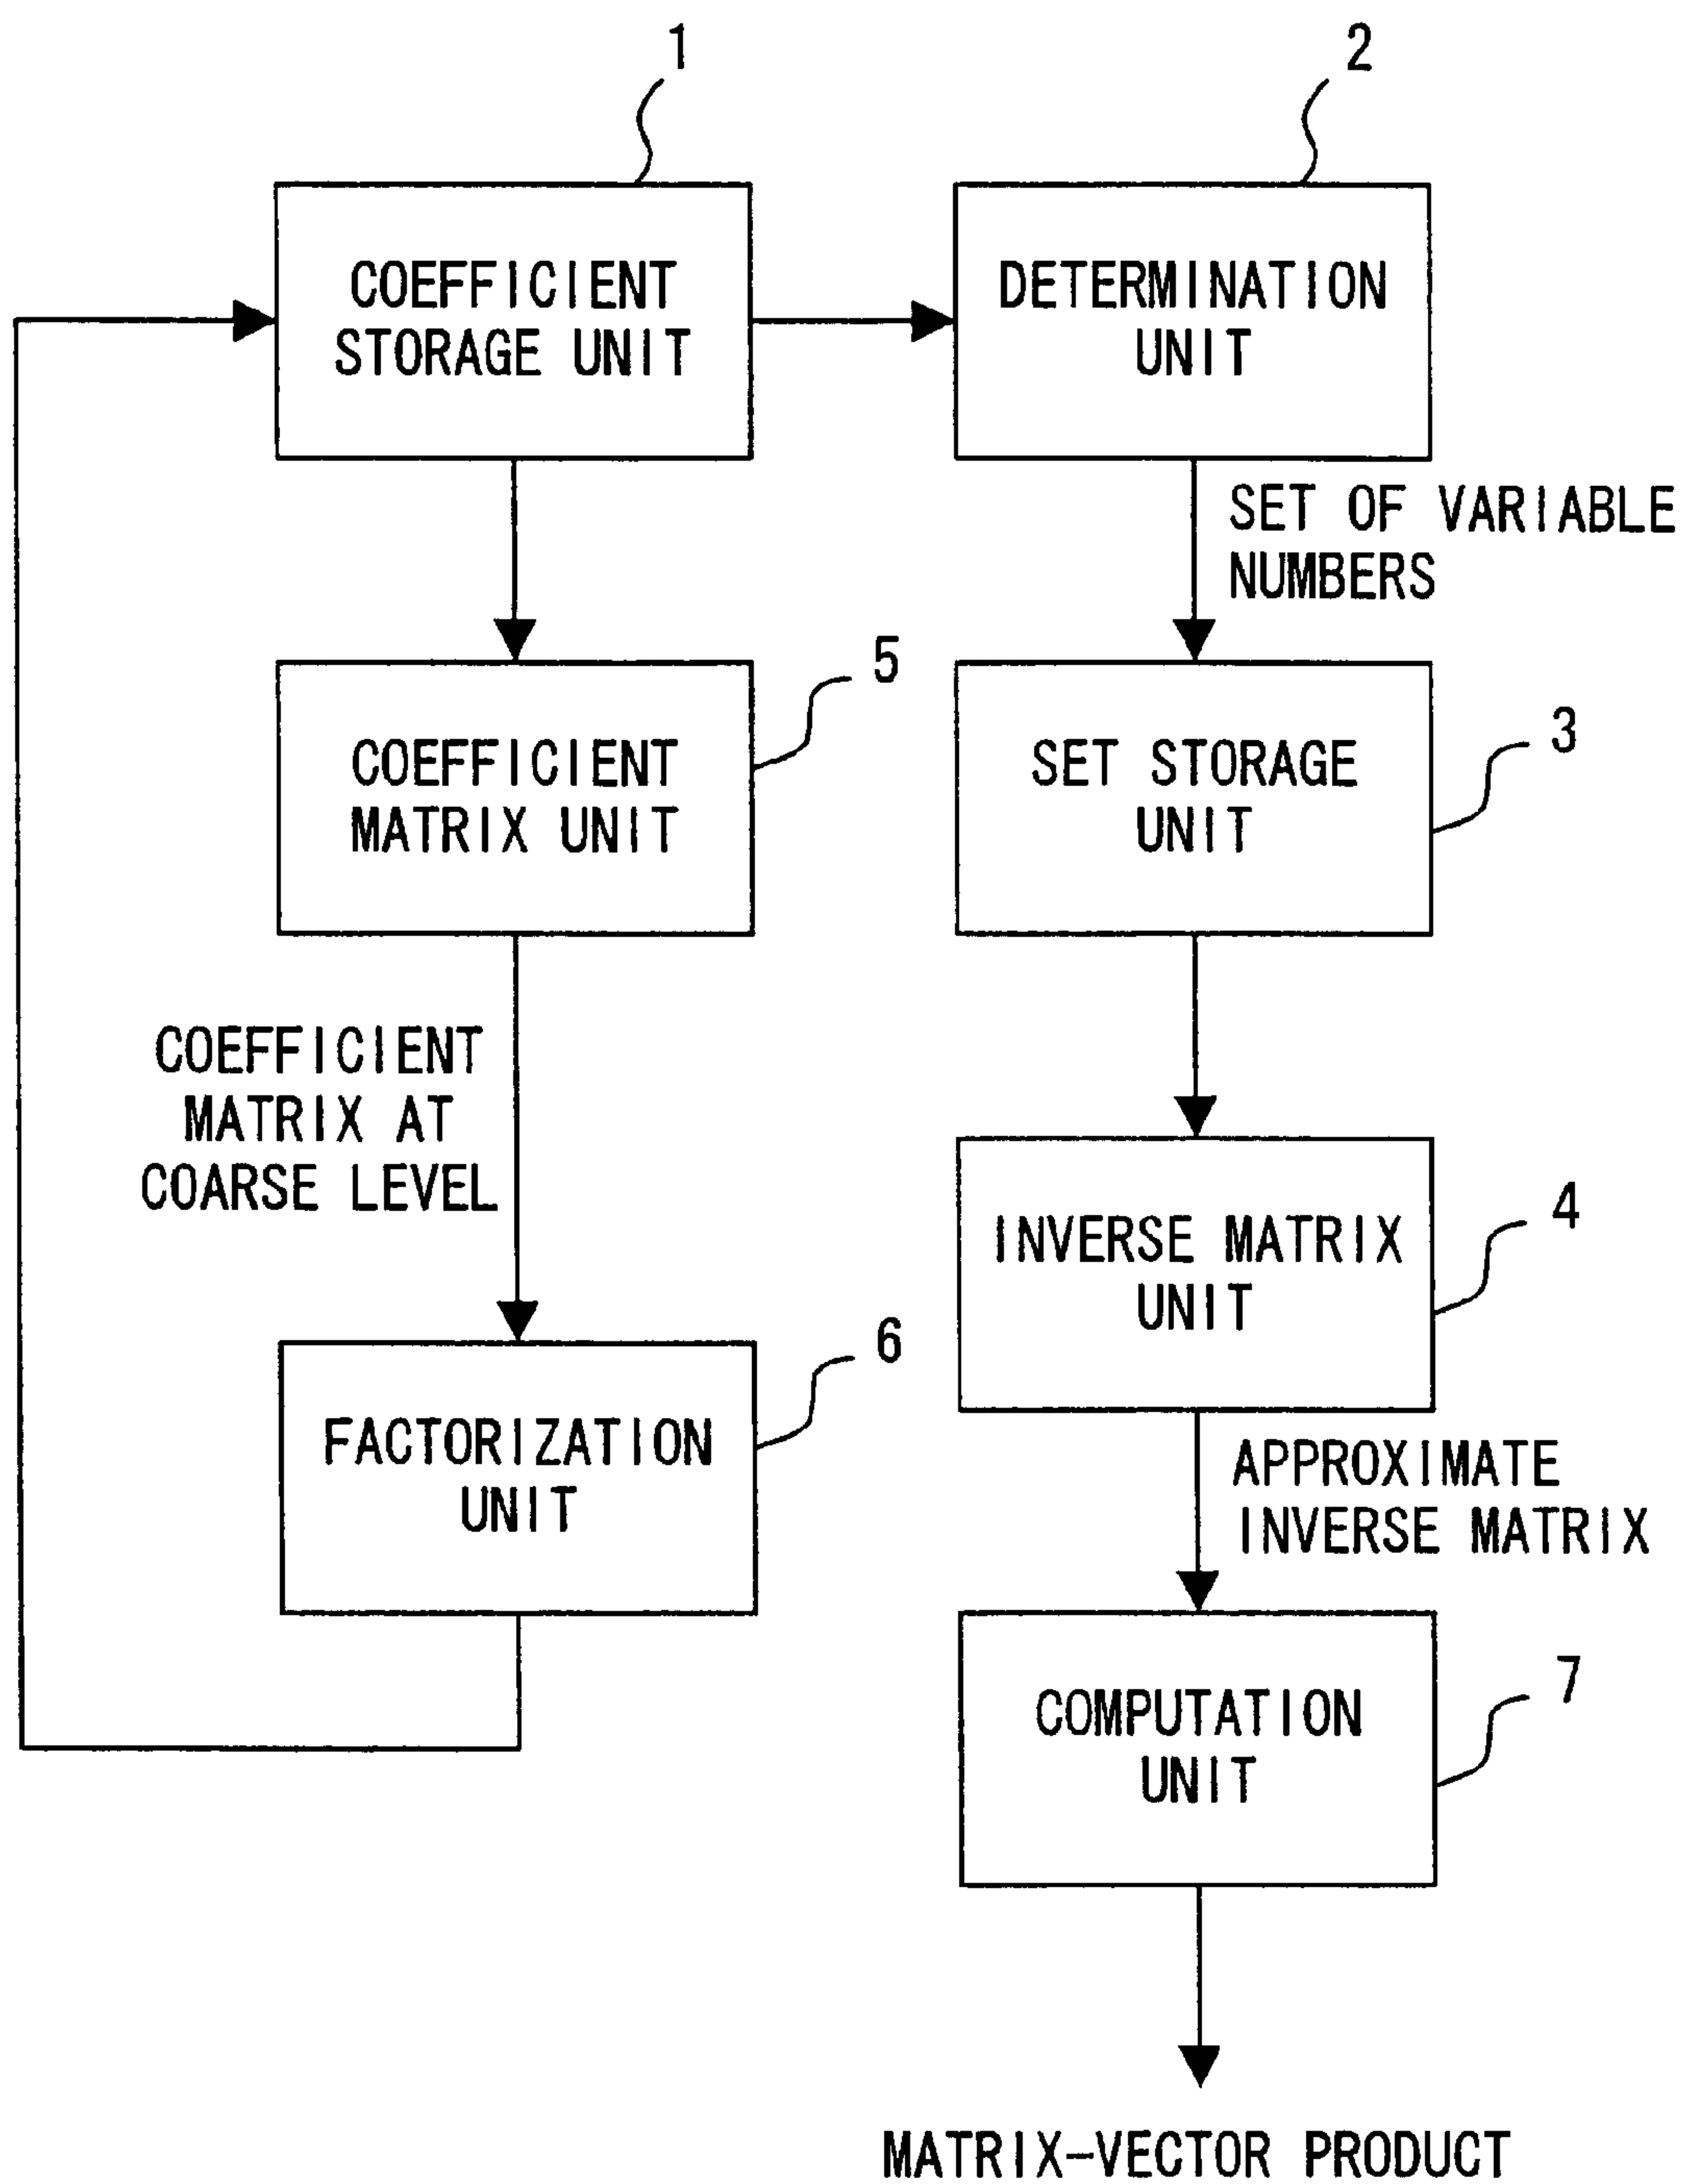 1
2
COEFFICIENT
STORAGE UNIT
DETERMINATION
UNIT
SET OF VARIABLE
NUMBERS
5
COEFFICIENT
MATRIX UNIT
3
SET STORAGE
UNIT
COEFFICIENT
MATRIX AT
COARSE LEVEL
4
INVERSE MATRIX
UNIT
6
FACTORIZATION
UNIT
APPROXIMATE
INVERSE MATRIX
7
COMPUTATION
UNIT
MATRIX-VECTOR PRODUCT